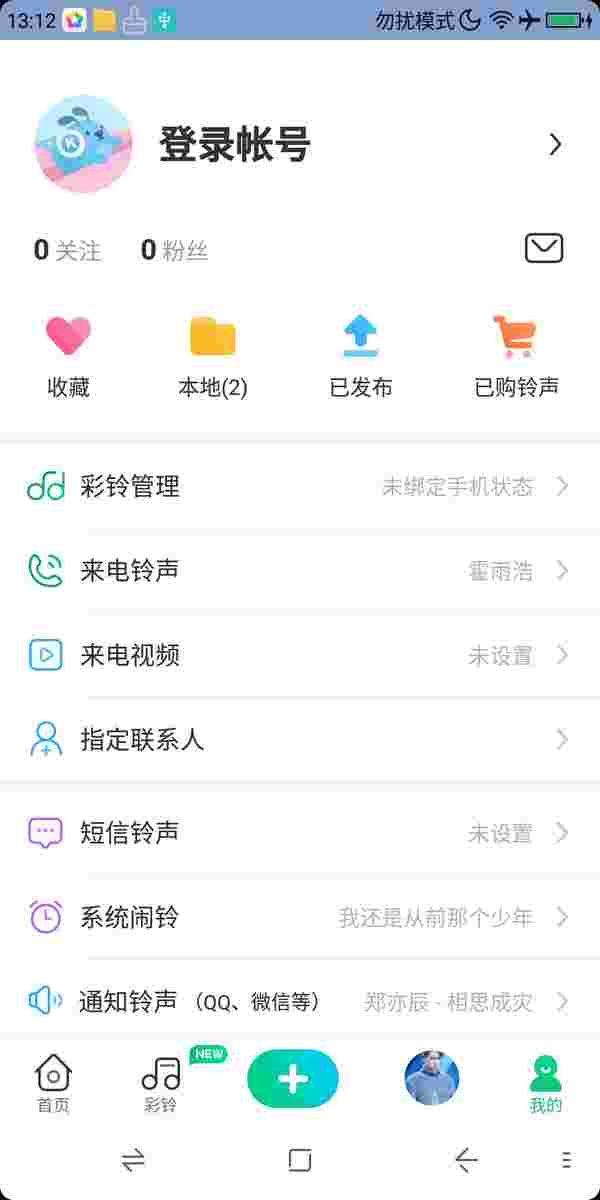 13:12 勿扰模式
登录帐号
0 关注 0 粉丝
收藏 本地(2) 已发布 已购铃声
彩铃管理 未绑定手机状态
来电铃声 霍雨浩
来电视频 未设置
指定联系人
短信铃声 未设置
系统闹铃 我还是从前那个少年
通知铃声 (QQ、微信等) 郑亦辰 - 相思成灾
NEW
首页 彩铃 我的